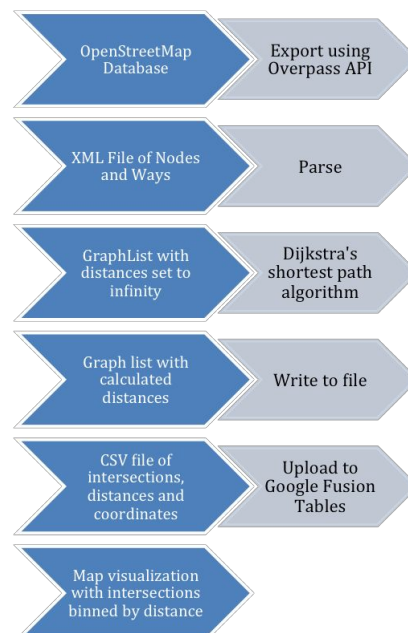 OpenStreetMap
Database
Export using
Overpass API
XML File of Nodes
and Ways
Parse
GraphList with
distances set to
infinity
Dijkstra's
shortest path
algorithm
Graph list with
calculated
distances
Write to file
CSV file of
intersections,
distances and
coordinates
Upload to
Google Fusion
Tables
Map visualization
with intersections
binned by distance